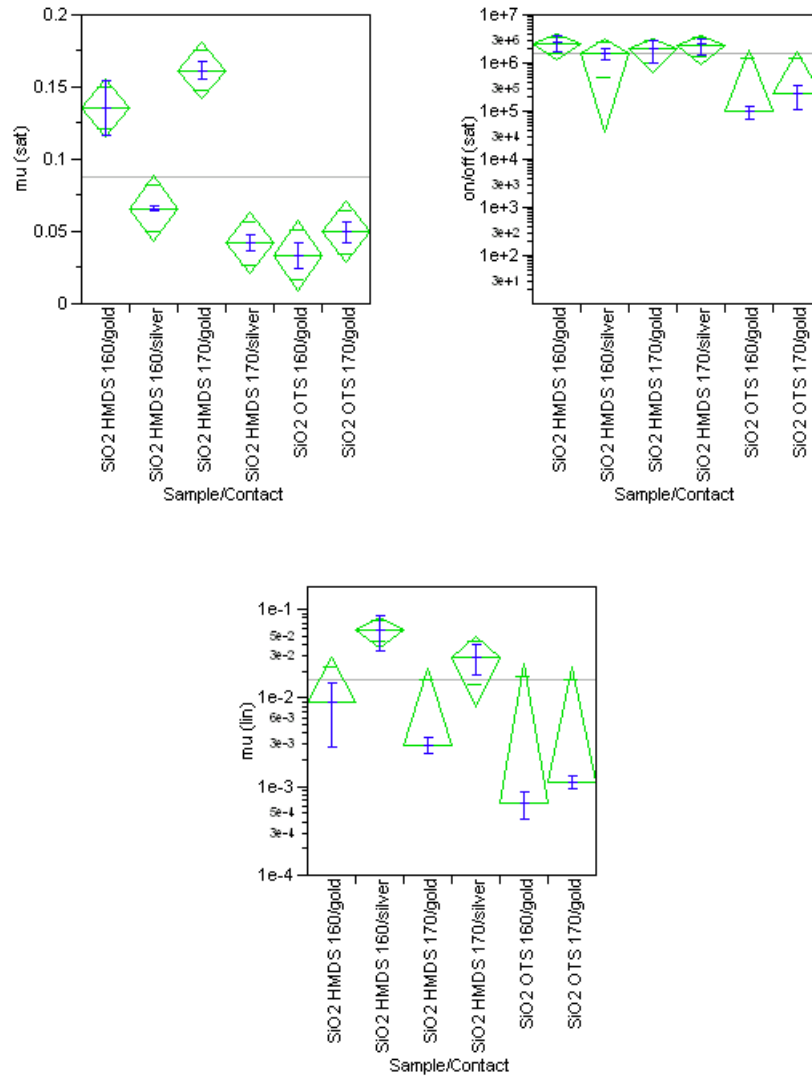 0.2
0.15
0.1
0.05
0
mu (sat)
SiO2 HMDS 160/gold
SiO2 HMDS 160/silver
SiO2 HMDS 170/gold
SiO2 HMDS 170/silver
SiO2 OTS 160/gold
SiO2 OTS 170/gold
Sample/Contact
1e+7
3e+6
1e+6
3e+5
1e+5
3e+4
1e+4
3e+3
1e+3
1e+2
3e+1
on/off (sat)
SiO2 HMDS 160/gold
SiO2 HMDS 160/silver
SiO2 HMDS 170/gold
SiO2 HMDS 170/silver
SiO2 OTS 160/gold
SiO2 OTS 170/gold
Sample/Contact
1e-1
5e-2
3e-2
1e-2
6e-3
3e-3
1e-3
5e-4
3e-4
1e-4
mu (lin)
SiO2 HMDS 160/gold
SiO2 HMDS 160/silver
SiO2 HMDS 170/gold
SiO2 HMDS 170/silver
SiO2 OTS 160/gold
SiO2 OTS 170/gold
Sample/Contact